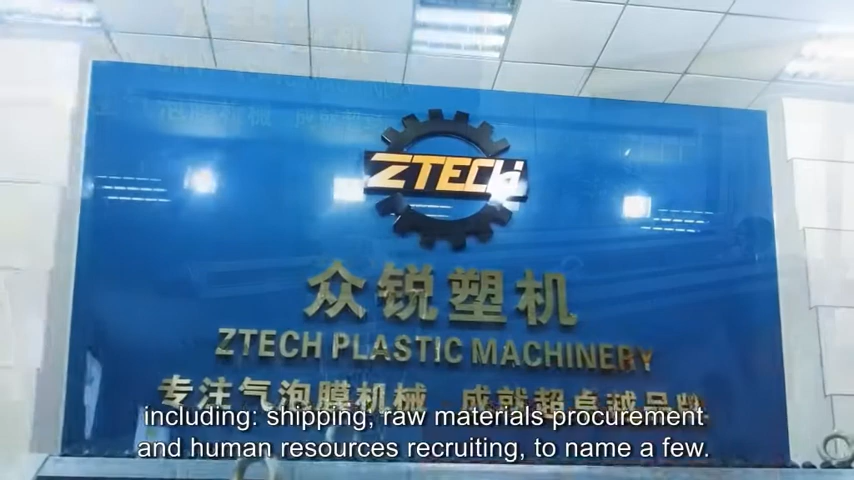 ZTECH
众锐塑机
ZTECH PLASTIC MACHINERY
专注气泡膜机械 成就超卓越品牌
including: shipping, raw materials procurement
and human resources recruiting, to name a few.